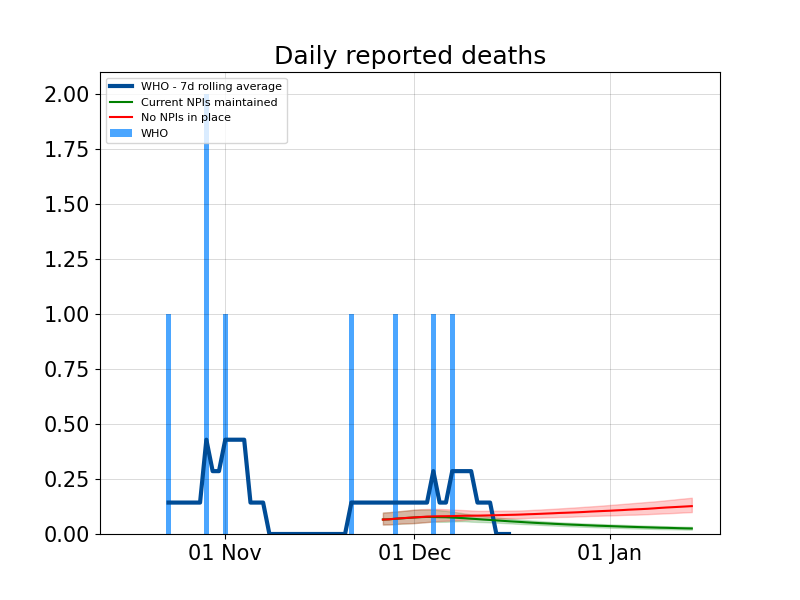 Daily reported deaths
WHO - 7d rolling average
Current NPIs maintained
No NPIs in place
WHO
2.00
1.75
1.50
1.25
1.00
0.75
0.50
0.25
0.00
01 Nov
01 Dec
01 Jan